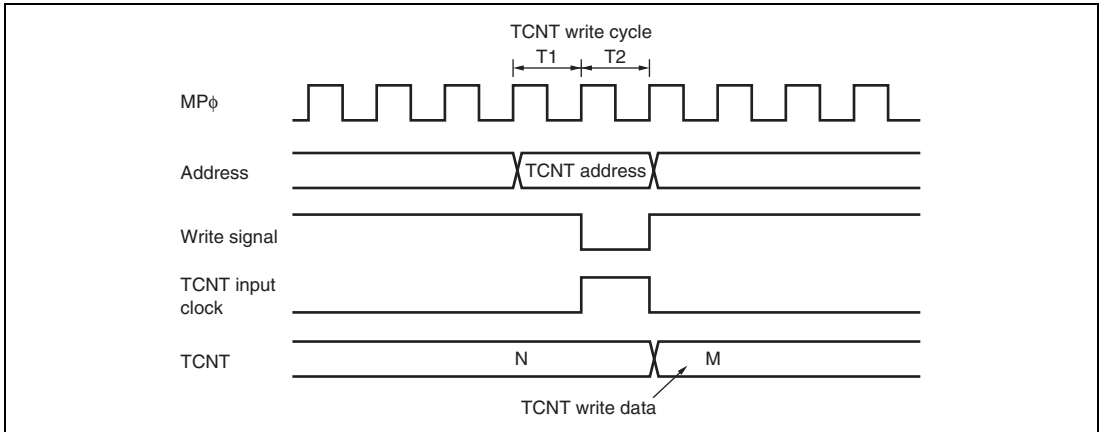 TCNT write cycle
T1 T2
MPϕ
Address
TCNT address
Write signal
TCNT input
clock
TCNT
N
M
TCNT write data